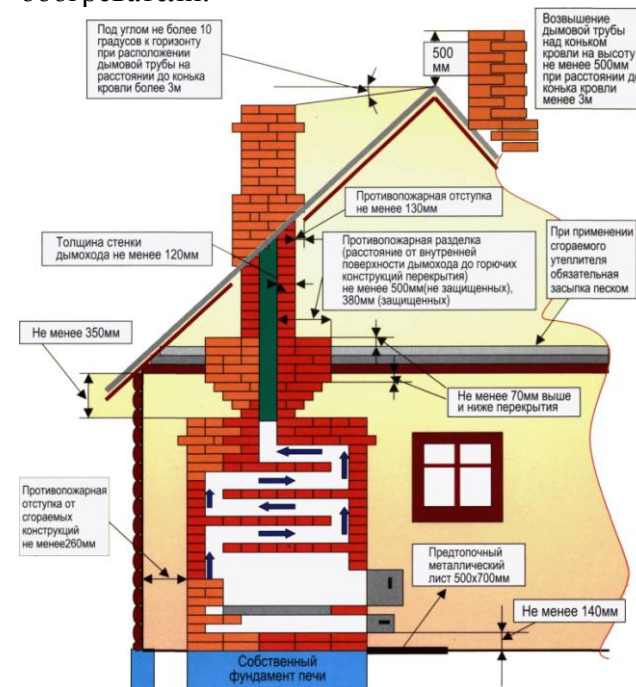 обогреватели.
Под углом не более 10
градусов к горизонту
при расположении
дымовой трубы на
расстоянии до конька
кровли более 3м
500
мм
Возвышение
дымовой трубы
над коньком
кровли на высоту
не менее 500мм
при расстоянии до
конька кровли
менее 3м
Противопожарная отступка
не менее 130мм
Толщина стенки
дымохода не менее 120мм
Противопожарная разделка
(расстояние от внутренней
поверхности дымохода до горючих
конструкций перекрытия)
не менее 500мм(не защищенных),
380мм (защищенных)
При применении
сгораемого
утеплителя
обязательная
засыпка песком
Не менее 350мм
Не менее 70мм выше
и ниже перекрытия
Противопожарная
отступка от
сгораемых
конструкций
не менее260мм
Предтопочный
металлический
лист 500х700мм
Не менее 140мм
Собственный
фундамент печи